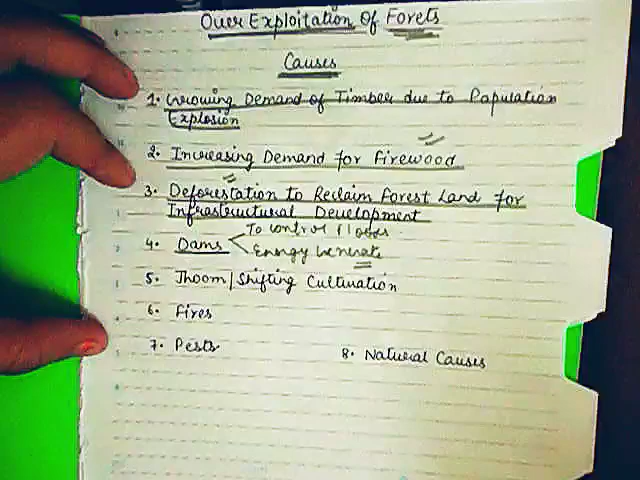 Over Exploitation Of Forets
Causes
1. Growing Demand of Timber due to Population
Explosion
2. Increasing Demand for firewood
3. Deforestation to Reclaim Forest Land for
Infrastructural Development
4. Dams < To control floods
Energy Generate
5. Jhoom/Shifting Cultivation
6. Fires
7. Pests
8. Natural Causes